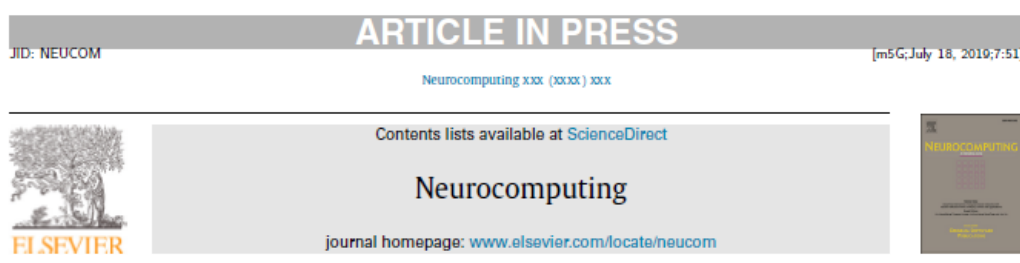 ARTICLE IN PRESS
JID: NEUCOM
[m5G;July 18, 2019;7:51
Neurocomputing xxx (xxxx) xxx
Contents lists available at ScienceDirect
Neurocomputing
journal homepage: www.elsevier.com/locate/neucom
ELSEVIER
NEUROCOMPUTING